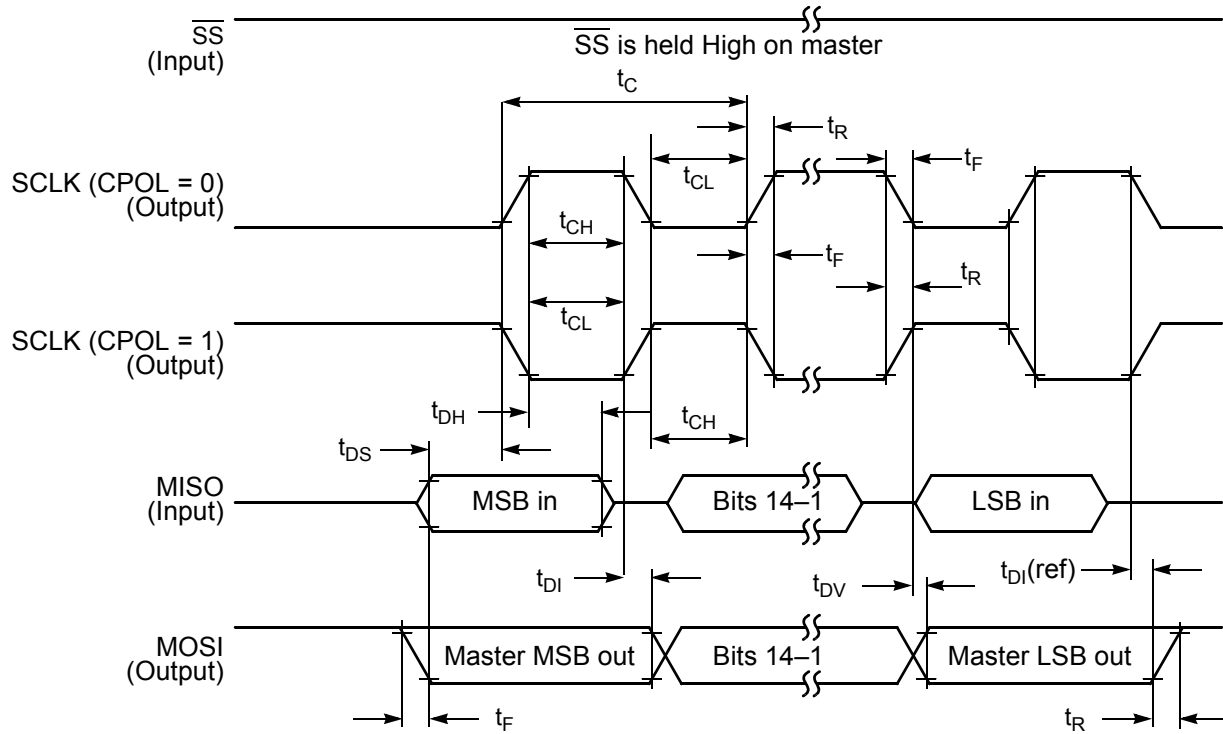 SS
(Input)
SS is held High on master
tC
tR
tF
SCLK (CPOL = 0)
(Output)
tCL
tCH
tF
tR
tCL
SCLK (CPOL = 1)
(Output)
tDH
tCH
tDS
MISO
(Input)
MSB in
Bits 14–1
LSB in
tDI
tDV
tDI(ref)
MOSI
(Output)
Master MSB out
Bits 14–1
Master LSB out
tF
tR